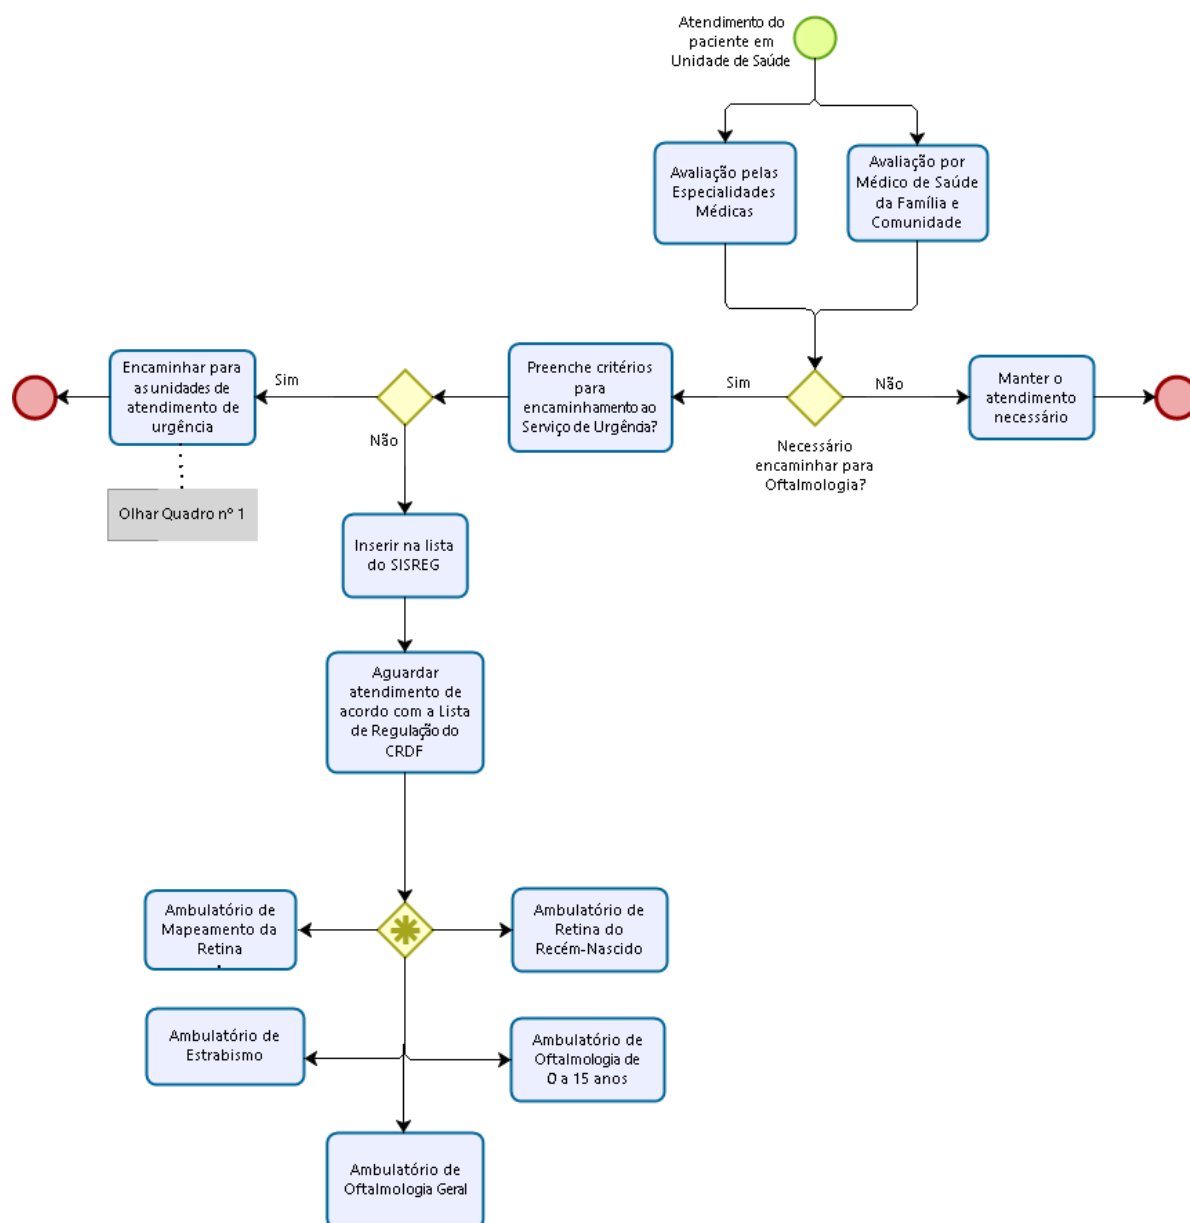 Atendimento do
paciente em
Unidade de Saúde
Avaliação pelas
Especialidades
Médicas
Avaliação por
Médico de Saúde
da Família e
Comunidade
Encaminhar para
as unidades de
atendimento de
urgência
Sim
Preenche critérios
para
encaminhamento ao
Serviço de Urgência?
Sim
Não
Manter o
atendimento
necessário
Não
Necessário
encaminhar para
Oftalmologia?
Olhar Quadro nº 1
Inserir na lista
do SISREG
Aguardar
atendimento de
acordo com a Lista
de Regulação do
CRDF
Ambulatório de
Mapeamento da
Retina
Ambulatório de
Retina do
Recém-Nascido
Ambulatório de
Estrabismo
Ambulatório de
Oftalmologia de
0 a 15 anos
Ambulatório de
Oftalmologia Geral